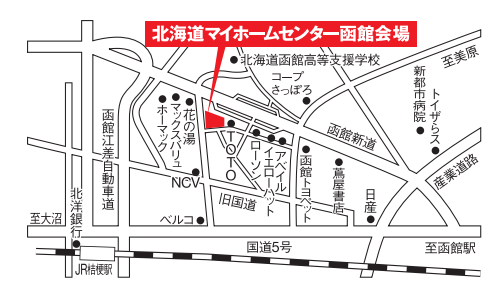 北海道マイホームセンター函館会場
北海道函館高等支援学校
至美原
コープ
さっぽろ
新都市病院
トイザらス
ホーマック
マックスバリュ
花の湯
TOTO
ローソン
イエローハット
アベイル
函館新道
函館トヨペット
蔦屋書店
日産
産業道路
函館江差自動車道
NCV
旧国道
ベルコ
至大沼
北洋銀行
国道5号
至函館駅
JR桔梗駅